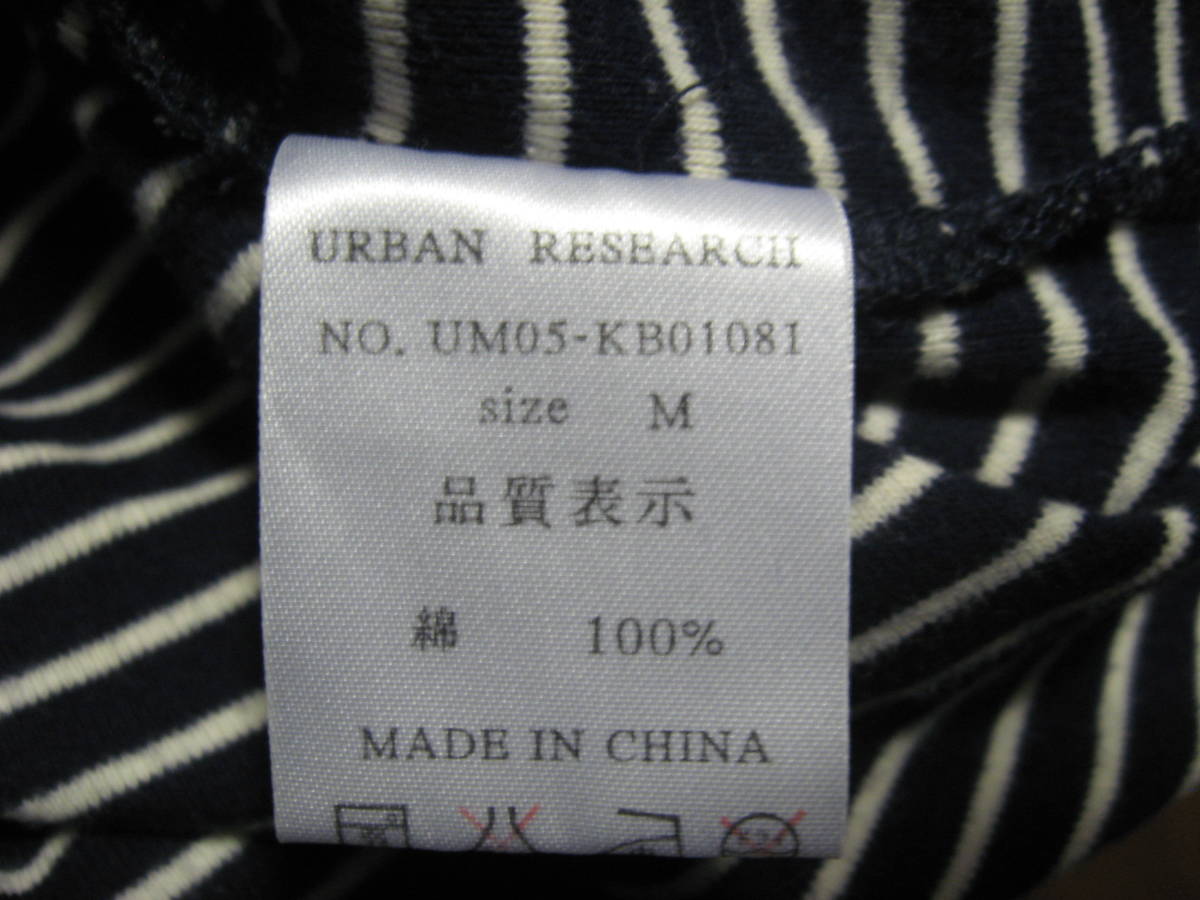 URBAN RESEARCH
NO. UM05-KB01081
size M
品質表示
綿 100%
MADE IN CHINA